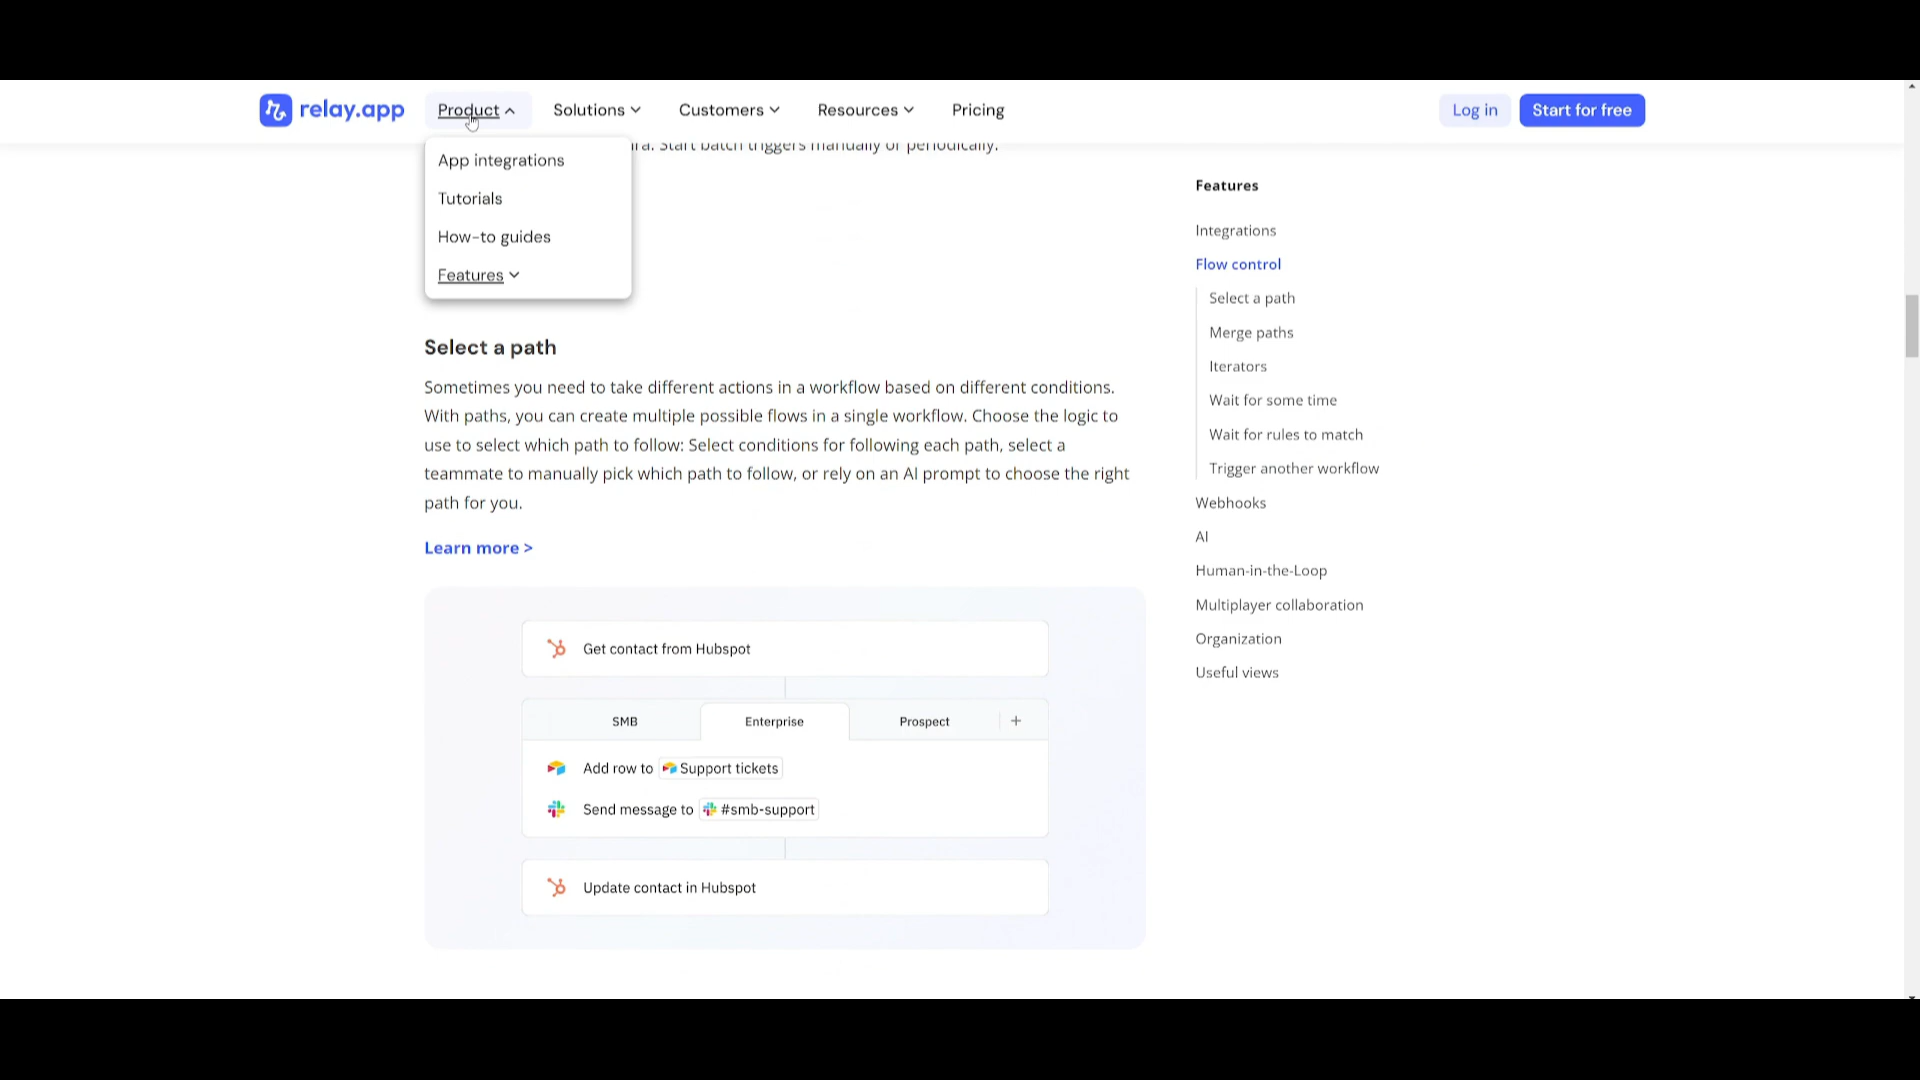 relay.app
Product
Solutions
Customers
Resources
Pricing
Log in
Start for free
App integrations
Tutorials
How-to guides
Features
Start batch triggers manually or periodically.
Select a path
Sometimes you need to take different actions in a workflow based on different conditions.
With paths, you can create multiple possible flows in a single workflow. Choose the logic to
use to select which path to follow: Select conditions for following each path, select a
teammate to manually pick which path to follow, or rely on an AI prompt to choose the right
path for you.
Learn more >
Get contact from Hubspot
SMB
Enterprise
Prospect
+
Add row to Support tickets
Send message to #smb-support
Update contact in Hubspot
Features
Integrations
Flow control
Select a path
Merge paths
Iterators
Wait for some time
Wait for rules to match
Trigger another workflow
Webhooks
AI
Human-in-the-Loop
Multiplayer collaboration
Organization
Useful views